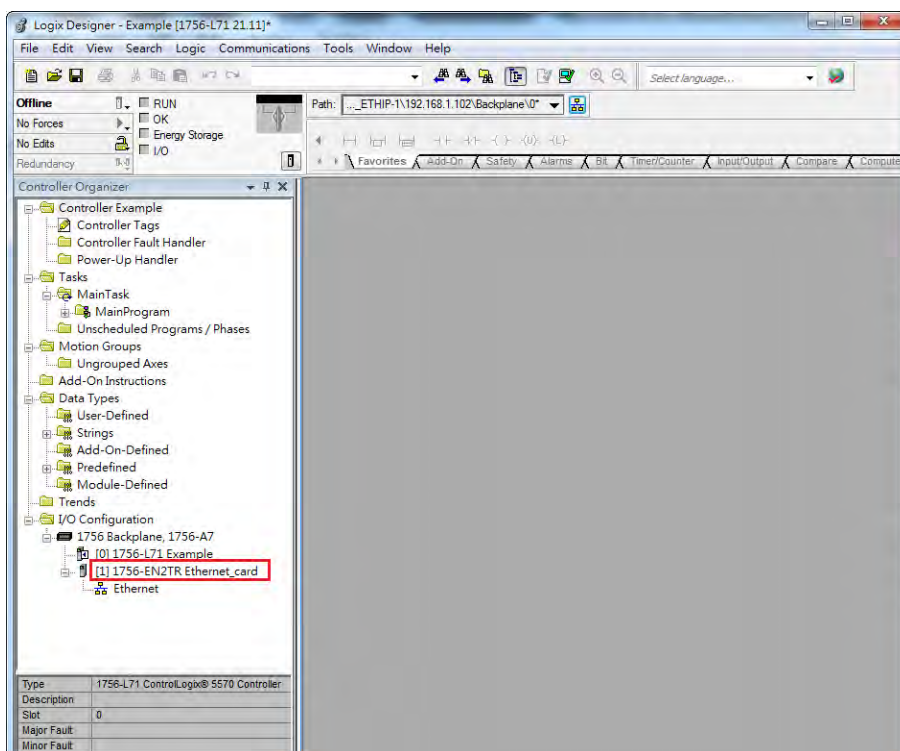 Logix Designer - Example [1756-L71 21.11]*
File Edit View Search Logic Communications Tools Window Help
Select language...
Offline RUN
No Forces OK
No Edits Energy Storage
Redundancy I/O
Path: ..._ETHIP-1\192.168.1.102\Backplane\0*
Favorites Add-On Safety Alarms Bit Timer/Counter Input/Output Compare Compute
Controller Organizer
Controller Example
Controller Tags
Controller Fault Handler
Power-Up Handler
Tasks
MainTask
MainProgram
Unscheduled Programs / Phases
Motion Groups
Ungrouped Axes
Add-On Instructions
Data Types
User-Defined
Strings
Add-On-Defined
Predefined
Module-Defined
Trends
I/O Configuration
1756 Backplane, 1756-A7
[0] 1756-L71 Example
[1] 1756-EN2TR Ethernet_card
Ethernet
Type 1756-L71 ControlLogix® 5570 Controller
Description
Slot 0
Major Fault
Minor Fault